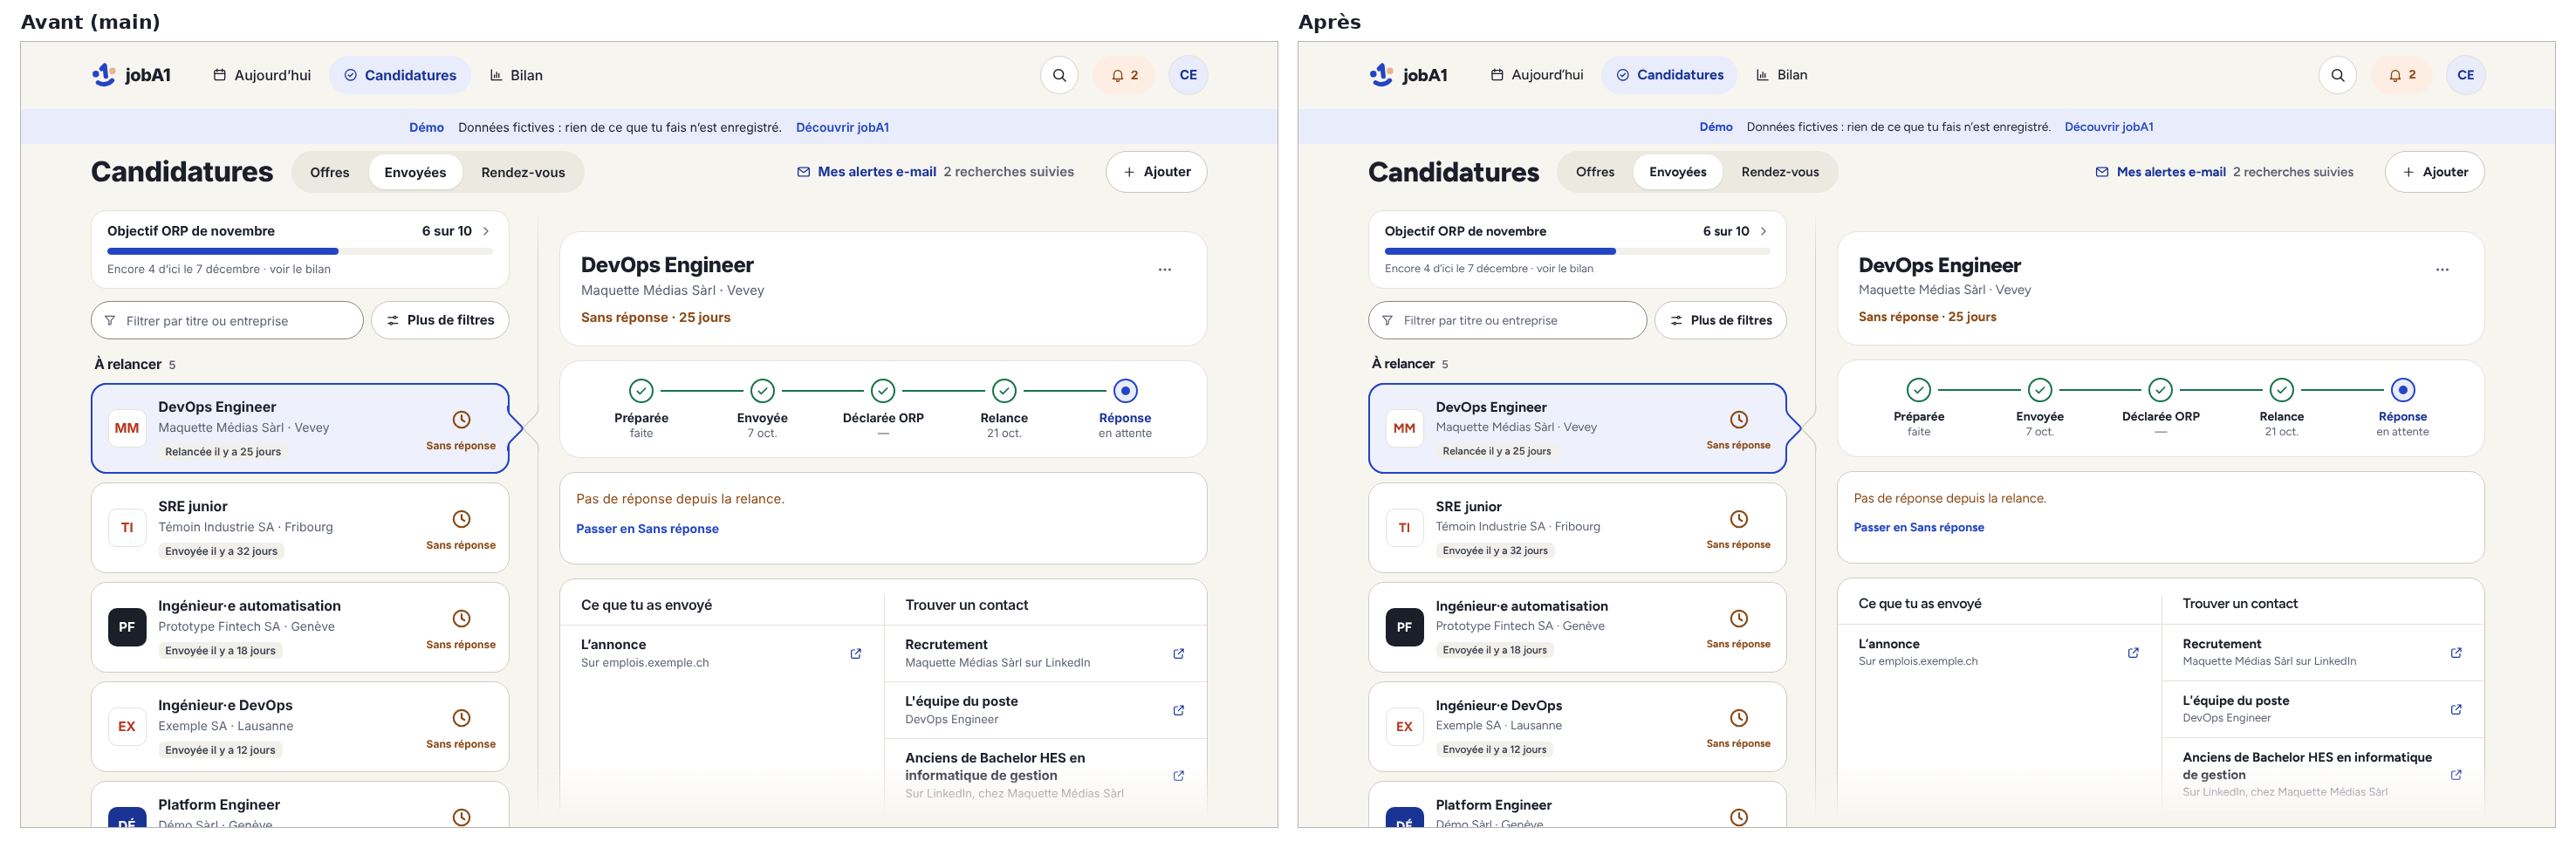 Avant (main)
jobA1
Aujourd’hui
Candidatures
Bilan
2
CE
Démo Données fictives : rien de ce que tu fais n’est enregistré. Découvrir jobA1
Candidatures
Offres
Envoyées
Rendez-vous
Mes alertes e-mail 2 recherches suivies
Ajouter
Objectif ORP de novembre
6 sur 10
Encore 4 d’ici le 7 décembre · voir le bilan
Filtrer par titre ou entreprise
Plus de filtres
À relancer 5
MM
DevOps Engineer
Maquette Médias Sàrl · Vevey
Relancée il y a 25 jours
Sans réponse
TI
SRE junior
Témoin Industrie SA · Fribourg
Envoyée il y a 32 jours
Sans réponse
PF
Ingénieur·e automatisation
Prototype Fintech SA · Genève
Envoyée il y a 18 jours
Sans réponse
EX
Ingénieur·e DevOps
Exemple SA · Lausanne
Envoyée il y a 12 jours
Sans réponse
DÉ
Platform Engineer
Démo Sàrl · Genève
DevOps Engineer
Maquette Médias Sàrl · Vevey
Sans réponse · 25 jours
Préparée
faite
Envoyée
7 oct.
Déclarée ORP
—
Relance
21 oct.
Réponse
en attente
Pas de réponse depuis la relance.
Passer en Sans réponse
Ce que tu as envoyé
L’annonce
Sur emplois.exemple.ch
Trouver un contact
Recrutement
Maquette Médias Sàrl sur LinkedIn
L'équipe du poste
DevOps Engineer
Anciens de Bachelor HES en
informatique de gestion
Sur LinkedIn, chez Maquette Médias Sàrl
Après
jobA1
Aujourd’hui
Candidatures
Bilan
2
CE
Démo Données fictives : rien de ce que tu fais n’est enregistré. Découvrir jobA1
Candidatures
Offres
Envoyées
Rendez-vous
Mes alertes e-mail 2 recherches suivies
Ajouter
Objectif ORP de novembre
6 sur 10
Encore 4 d’ici le 7 décembre · voir le bilan
Filtrer par titre ou entreprise
Plus de filtres
À relancer 5
MM
DevOps Engineer
Maquette Médias Sàrl · Vevey
Relancée il y a 25 jours
Sans réponse
TI
SRE junior
Témoin Industrie SA · Fribourg
Envoyée il y a 32 jours
Sans réponse
PF
Ingénieur·e automatisation
Prototype Fintech SA · Genève
Envoyée il y a 18 jours
Sans réponse
EX
Ingénieur·e DevOps
Exemple SA · Lausanne
Envoyée il y a 12 jours
Sans réponse
DÉ
Platform Engineer
Démo Sàrl · Genève
DevOps Engineer
Maquette Médias Sàrl · Vevey
Sans réponse · 25 jours
Préparée
faite
Envoyée
7 oct.
Déclarée ORP
—
Relance
21 oct.
Réponse
en attente
Pas de réponse depuis la relance.
Passer en Sans réponse
Ce que tu as envoyé
L’annonce
Sur emplois.exemple.ch
Trouver un contact
Recrutement
Maquette Médias Sàrl sur LinkedIn
L'équipe du poste
DevOps Engineer
Anciens de Bachelor HES en informatique
de gestion
Sur LinkedIn, chez Maquette Médias Sàrl